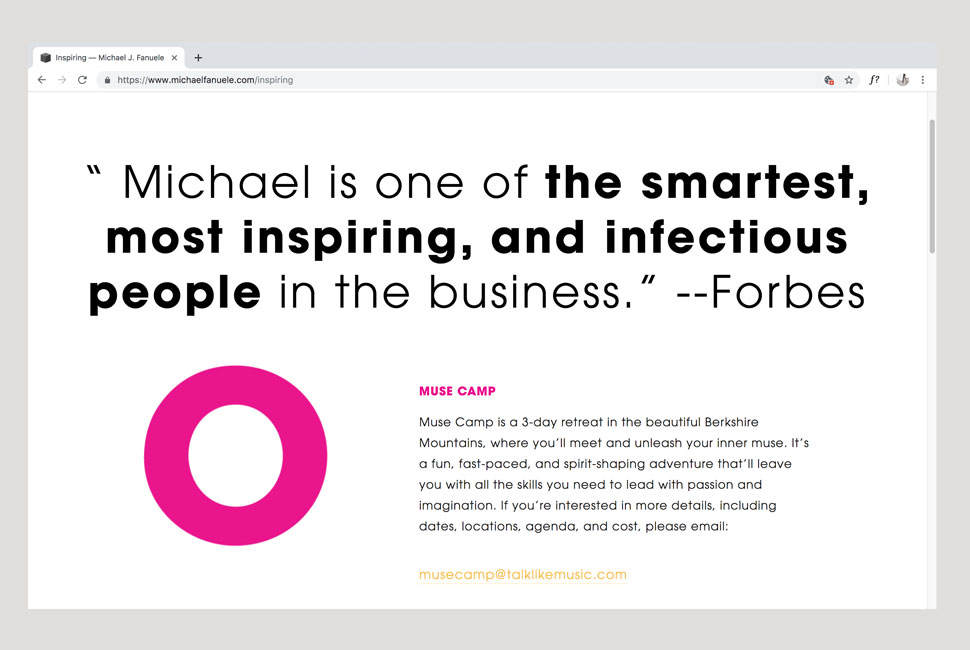 Inspiring — Michael J. Fanuele
https://www.michaelfanuele.com/inspiring
f?
“ Michael is one of the smartest,
most inspiring, and infectious
people in the business.” --Forbes
MUSE CAMP
Muse Camp is a 3-day retreat in the beautiful Berkshire
Mountains, where you’ll meet and unleash your inner muse. It’s
a fun, fast-paced, and spirit-shaping adventure that’ll leave
you with all the skills you need to lead with passion and
imagination. If you’re interested in more details, including
dates, locations, agenda, and cost, please email:
musecamp@talklikemusic.com